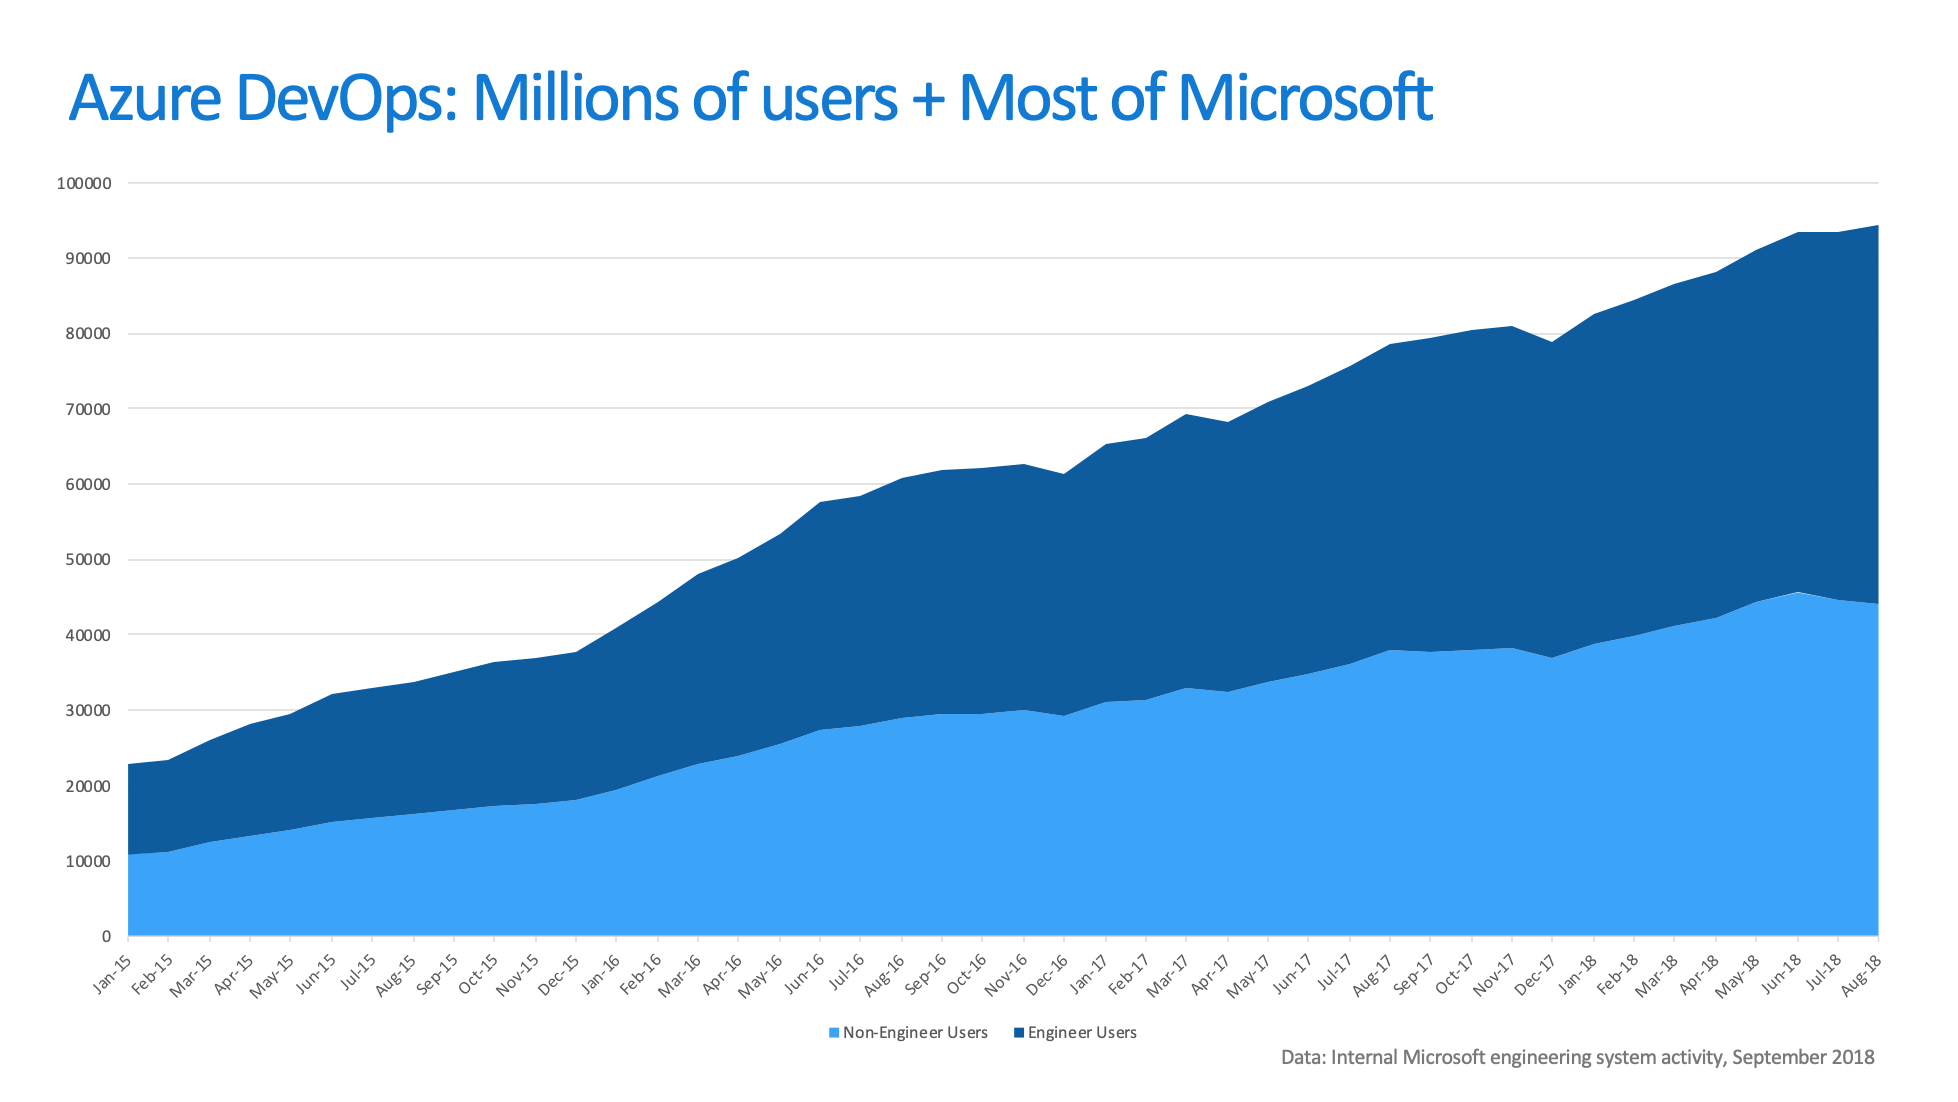 Azure DevOps: Millions of users + Most of Microsoft
100000
90000
80000
70000
60000
50000
40000
30000
20000
10000
0
Jan-15
Feb-15
Mar-15
Apr-15
May-15
Jun-15
Jul-15
Aug-15
Sep-15
Oct-15
Nov-15
Dec-15
Jan-16
Feb-16
Mar-16
Apr-16
May-16
Jun-16
Jul-16
Aug-16
Sep-16
Oct-16
Nov-16
Dec-16
Jan-17
Feb-17
Mar-17
Apr-17
May-17
Jun-17
Jul-17
Aug-17
Sep-17
Oct-17
Nov-17
Dec-17
Jan-18
Feb-18
Mar-18
Apr-18
May-18
Jun-18
Jul-18
Aug-18
Non-Engineer Users
Engineer Users
Data: Internal Microsoft engineering system activity, September 2018